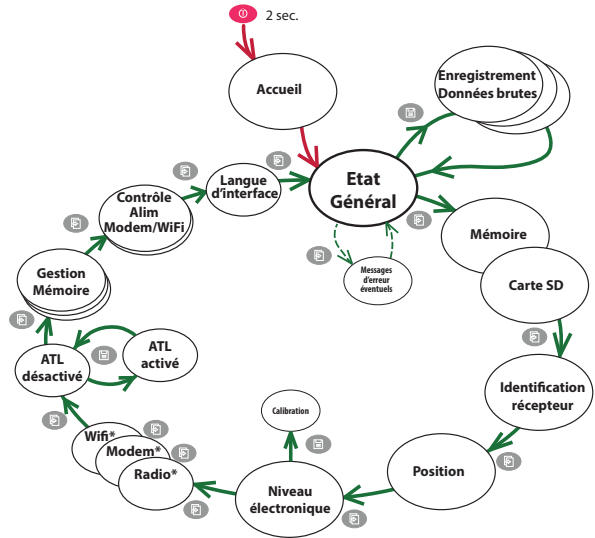 2 sec.
Accueil
Enregistrement
Données brutes
Etat
Général
Langue
d'interface
Contrôle
Alim
Modem/WiFi
Mémoire
Carte SD
Messages
d'erreur
éventuels
Gestion
Mémoire
ATL
désactivé
ATL
activé
Identification
récepteur
Calibration
Wifi*
Modem*
Radio*
Niveau
électronique
Position